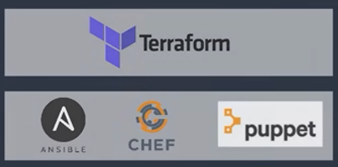 Terraform
ANSIBLE
CHEF
puppet